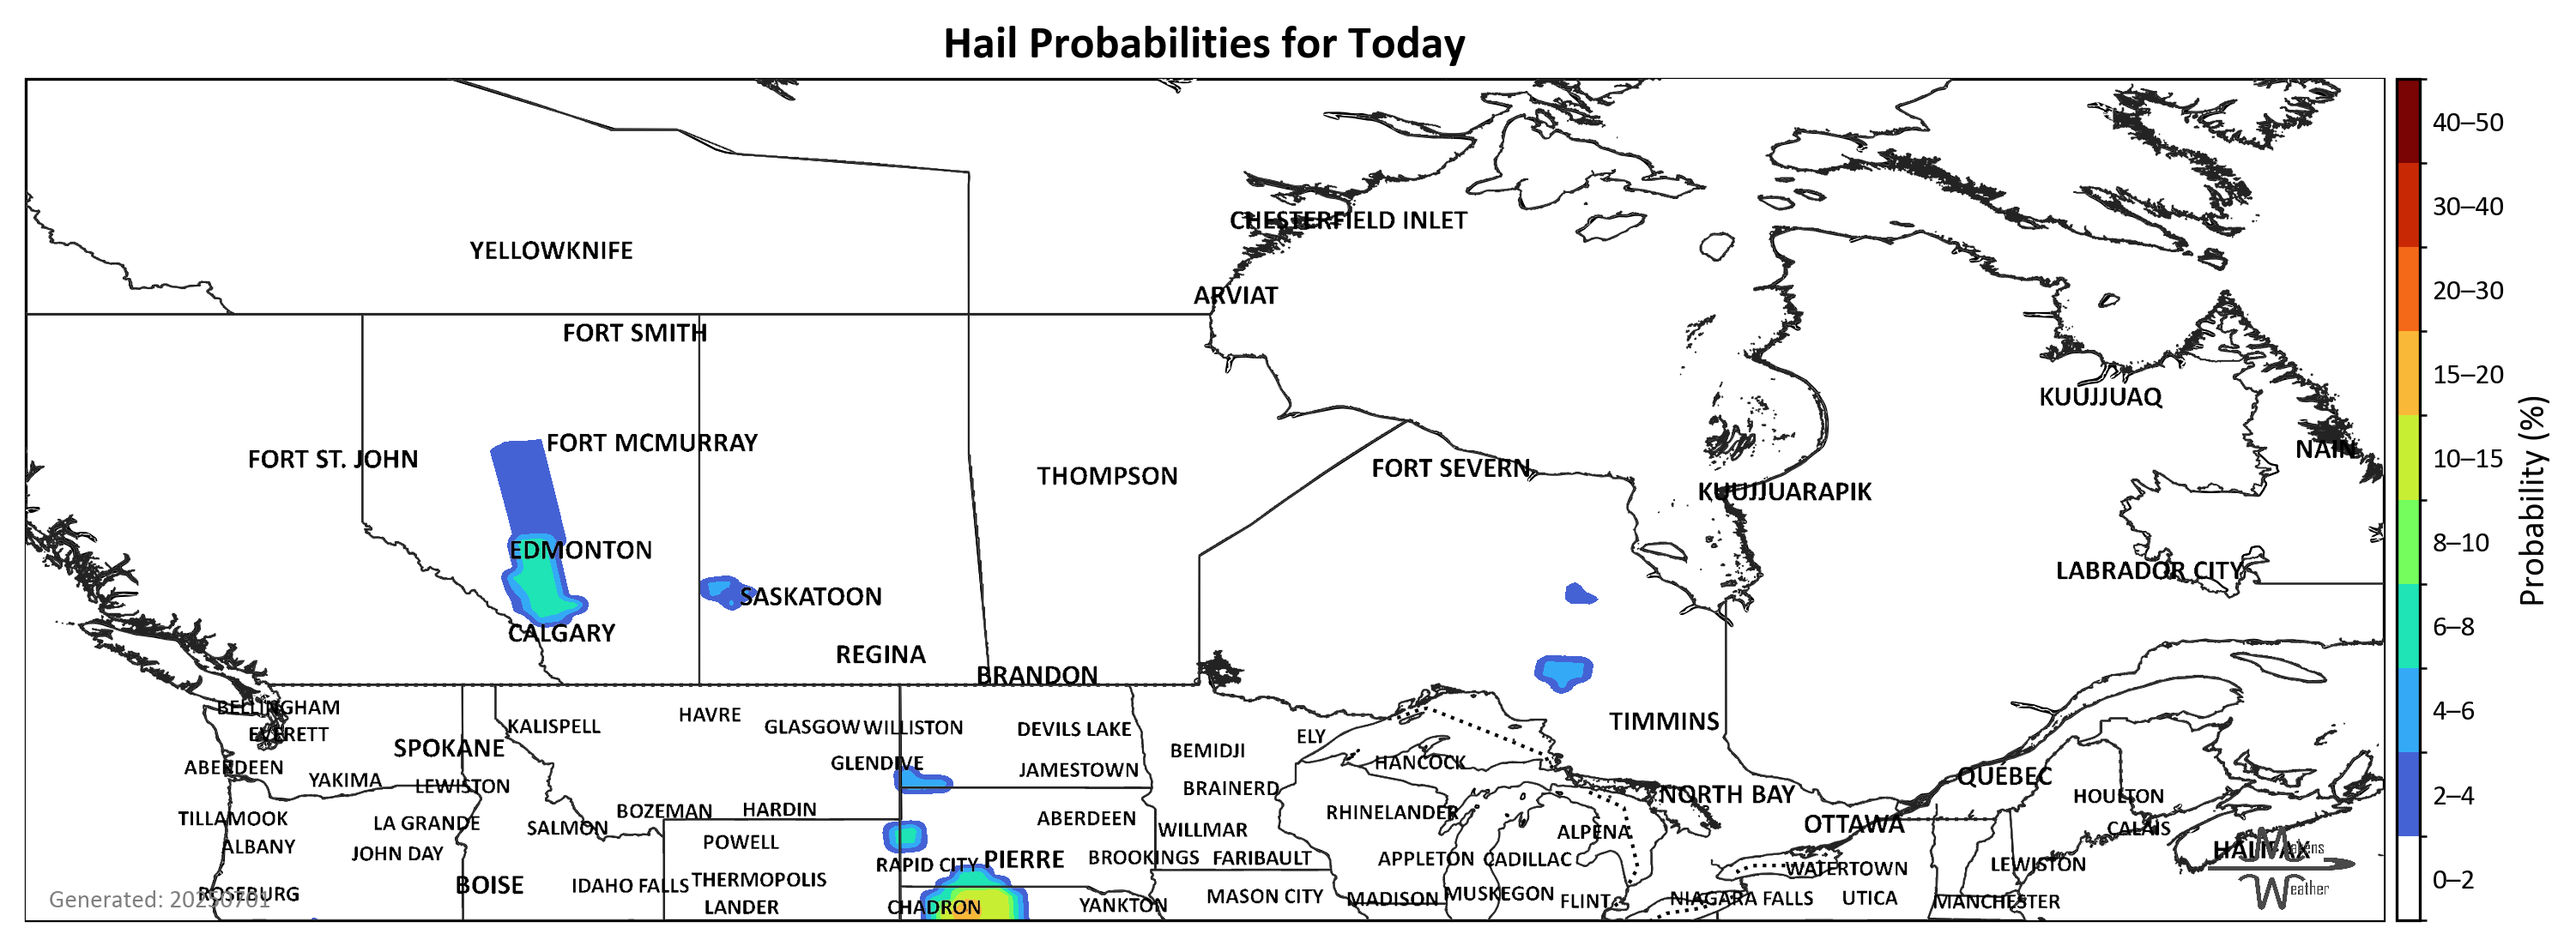 Hail Probabilities for Today
40–50
30–40
20–30
15–20
10–15
8–10
6–8
4–6
2–4
0–2
Probability (%)
CHESTERFIELD INLET
YELLOWKNIFE
ARVIAT
FORT SMITH
KUUJJUAQ
FORT MCMURRAY
NAIN
FORT ST. JOHN
FORT SEVERN
THOMPSON
KUUJJUARAPIK
EDMONTON
LABRADOR CITY
SASKATOON
CALGARY
REGINA
BRANDON
BELLINGHAM
HAVRE
TIMMINS
KALISPELL
GLASGOW
WILLISTON
DEVILS LAKE
EVERETT
ELY
SPOKANE
BEMIDJI
GLENDIVE
HANCOCK
ABERDEEN
JAMESTOWN
QUÉBEC
YAKIMA
LEWISTON
BRAINERD
NORTH BAY
HOULTON
BOZEMAN
HARDIN
RHINELANDER
TILLAMOOK
LA GRANDE
ABERDEEN
SALMON
WILLMAR
ALPENA
OTTAWA
CALAIS
POWELL
ALBANY
JOHN DAY
HALIFAX
Matens
Weather
RAPID CITY
PIERRE
BROOKINGS
FARIBAULT
APPLETON
CADILLAC
LEWISTON
WATERTOWN
BOISE
IDAHO FALLS
THERMOPOLIS
ROSEBURG
MASON CITY
MADISON
MUSKEGON
FLINT
NIAGARA FALLS
UTICA
MANCHESTER
LANDER
CHADRON
YANKTON
Generated: 20250701